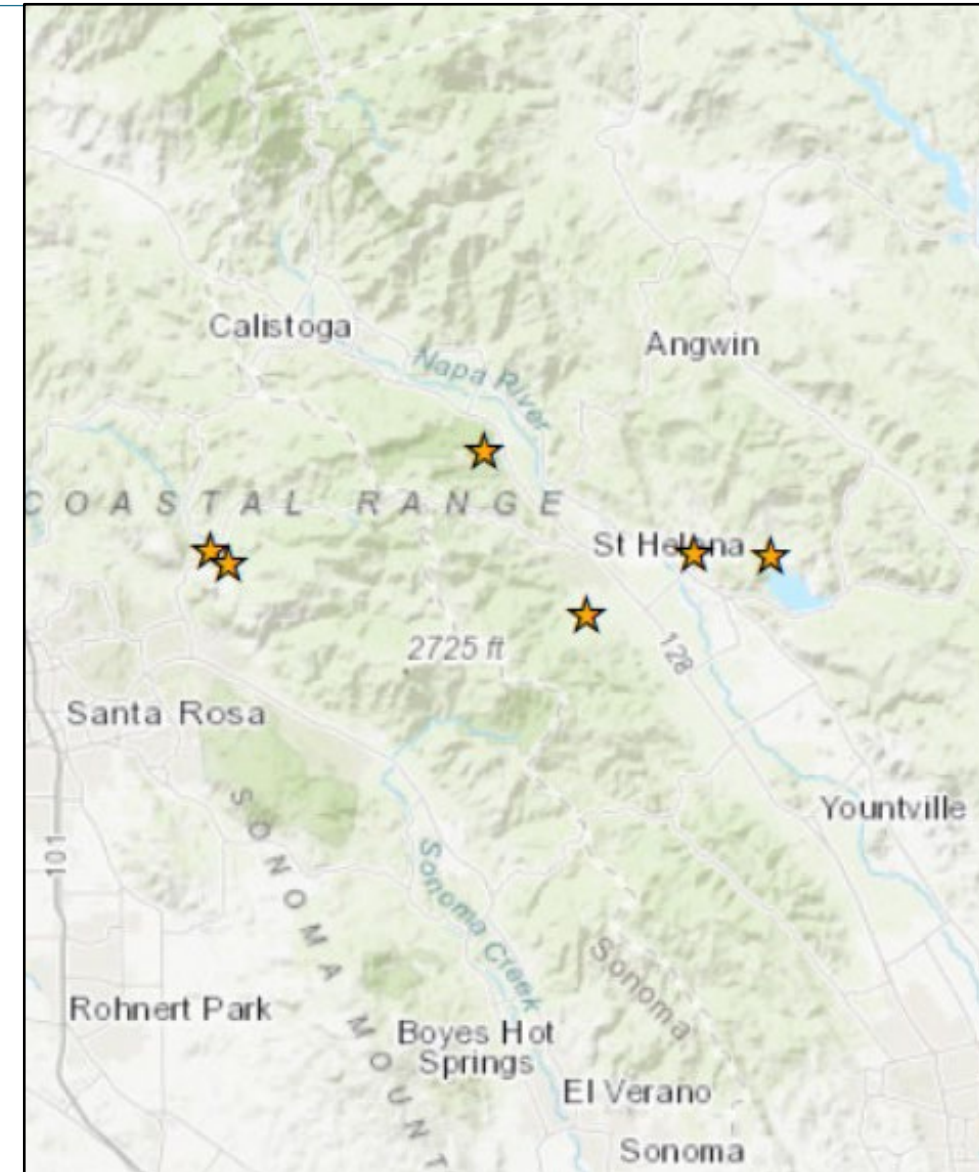 Calistoga
Angwin
Napa River
COASTAL RANGE
St Helena
2725 ft
128
Santa Rosa
Yountville
101
SONOMA MOUNT
Sonoma Creek
Sonoma
Rohnert Park
Boyes Hot
Springs
El Verano
Sonoma